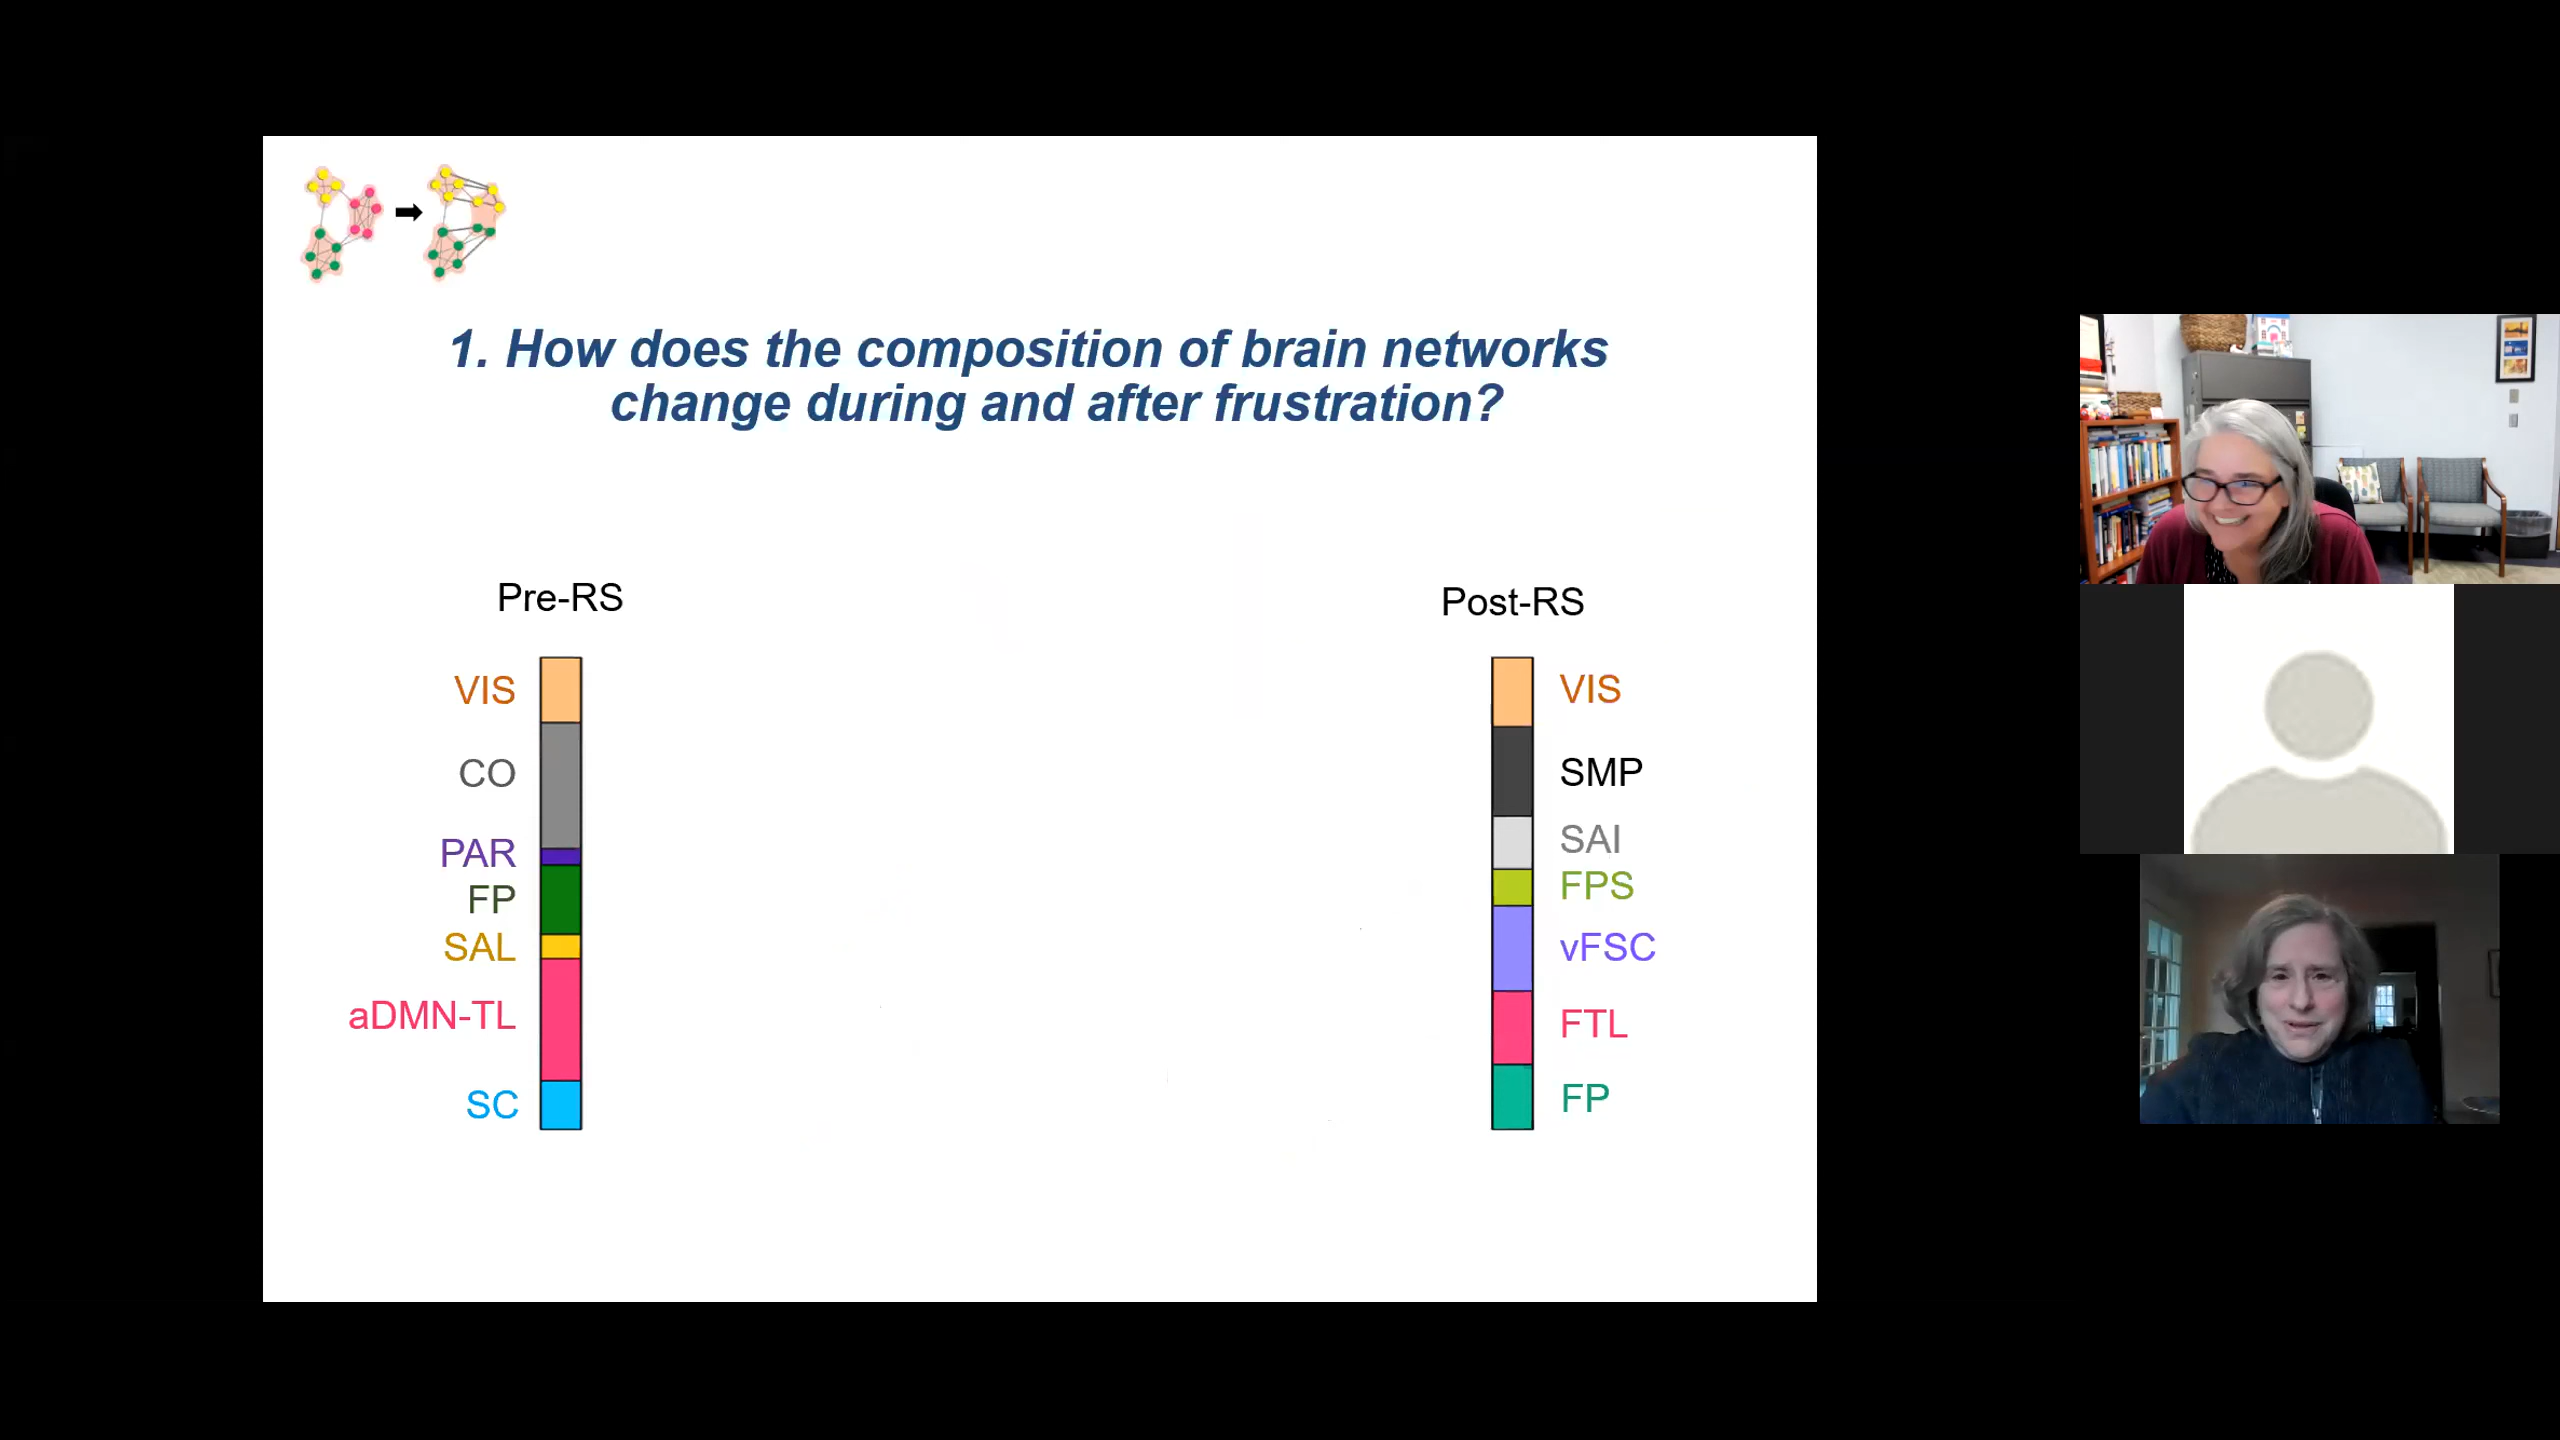 1. How does the composition of brain networks
change during and after frustration?
Pre-RS
VIS
CO
PAR
FP
SAL
aDMN-TL
SC
Post-RS
VIS
SMP
SAI
FPS
vFSC
FTL
FP